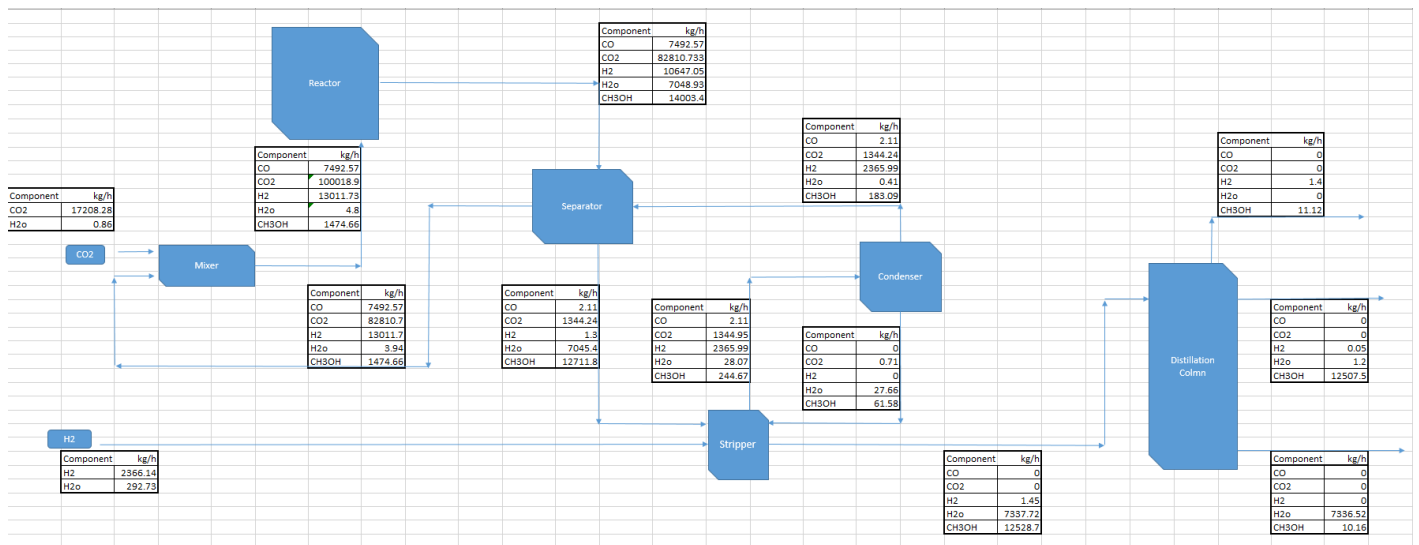 Component kg/h
CO 7492.57
CO2 82810.733
H2 10647.05
H2o 7048.93
CH3OH 14003.4
Reactor
Component kg/h
CO 2.11
CO2 1344.24
H2 2365.99
H2o 0.41
CH3OH 183.09
Component kg/h
CO 0
CO2 0
H2 1.4
H2o 0
CH3OH 11.12
Component kg/h
CO 7492.57
CO2 100018.9
H2 13011.73
H2o 4.8
CH3OH 1474.66
Component kg/h
CO2 17208.28
H2o 0.86
Separator
CO2
Mixer
Condenser
Component kg/h
CO 7492.57
CO2 82810.7
H2 13011.7
H2o 3.94
CH3OH 1474.66
Component kg/h
CO 2.11
CO2 1344.24
H2 1.3
H2o 7045.4
CH3OH 12711.8
Component kg/h
CO 2.11
CO2 1344.95
H2 2365.99
H2o 28.07
CH3OH 244.67
Component kg/h
CO 0
CO2 0.71
H2 0
H2o 27.66
CH3OH 61.58
Component kg/h
CO 0
CO2 0
H2 0.05
H2o 1.2
CH3OH 12507.5
Distillation
Colmn
H2
Stripper
Component kg/h
H2 2366.14
H2o 292.73
Component kg/h
CO 0
CO2 0
H2 1.45
H2o 7337.72
CH3OH 12528.7
Component kg/h
CO 0
CO2 0
H2 0
H2o 7336.52
CH3OH 10.16